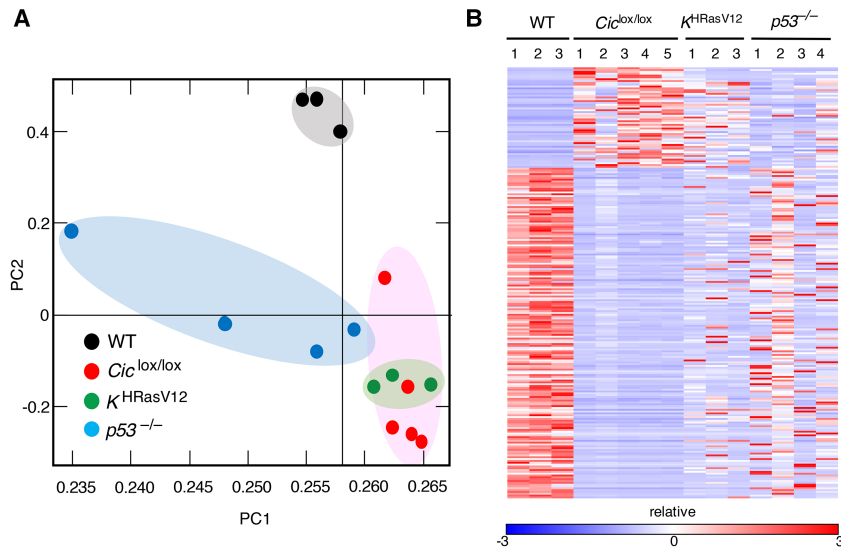 A
PC2
0.4
0.2
0
-0.2
WT
Cic lox/lox
K HRasV12
p53 –/–
0.235 0.240 0.245 0.250 0.255 0.260 0.265
PC1
B
WT Cic lox/lox K HRasV12 p53 –/–
1 2 3 1 2 3 4 5 1 2 3 1 2 3 4
relative
-3 0 3